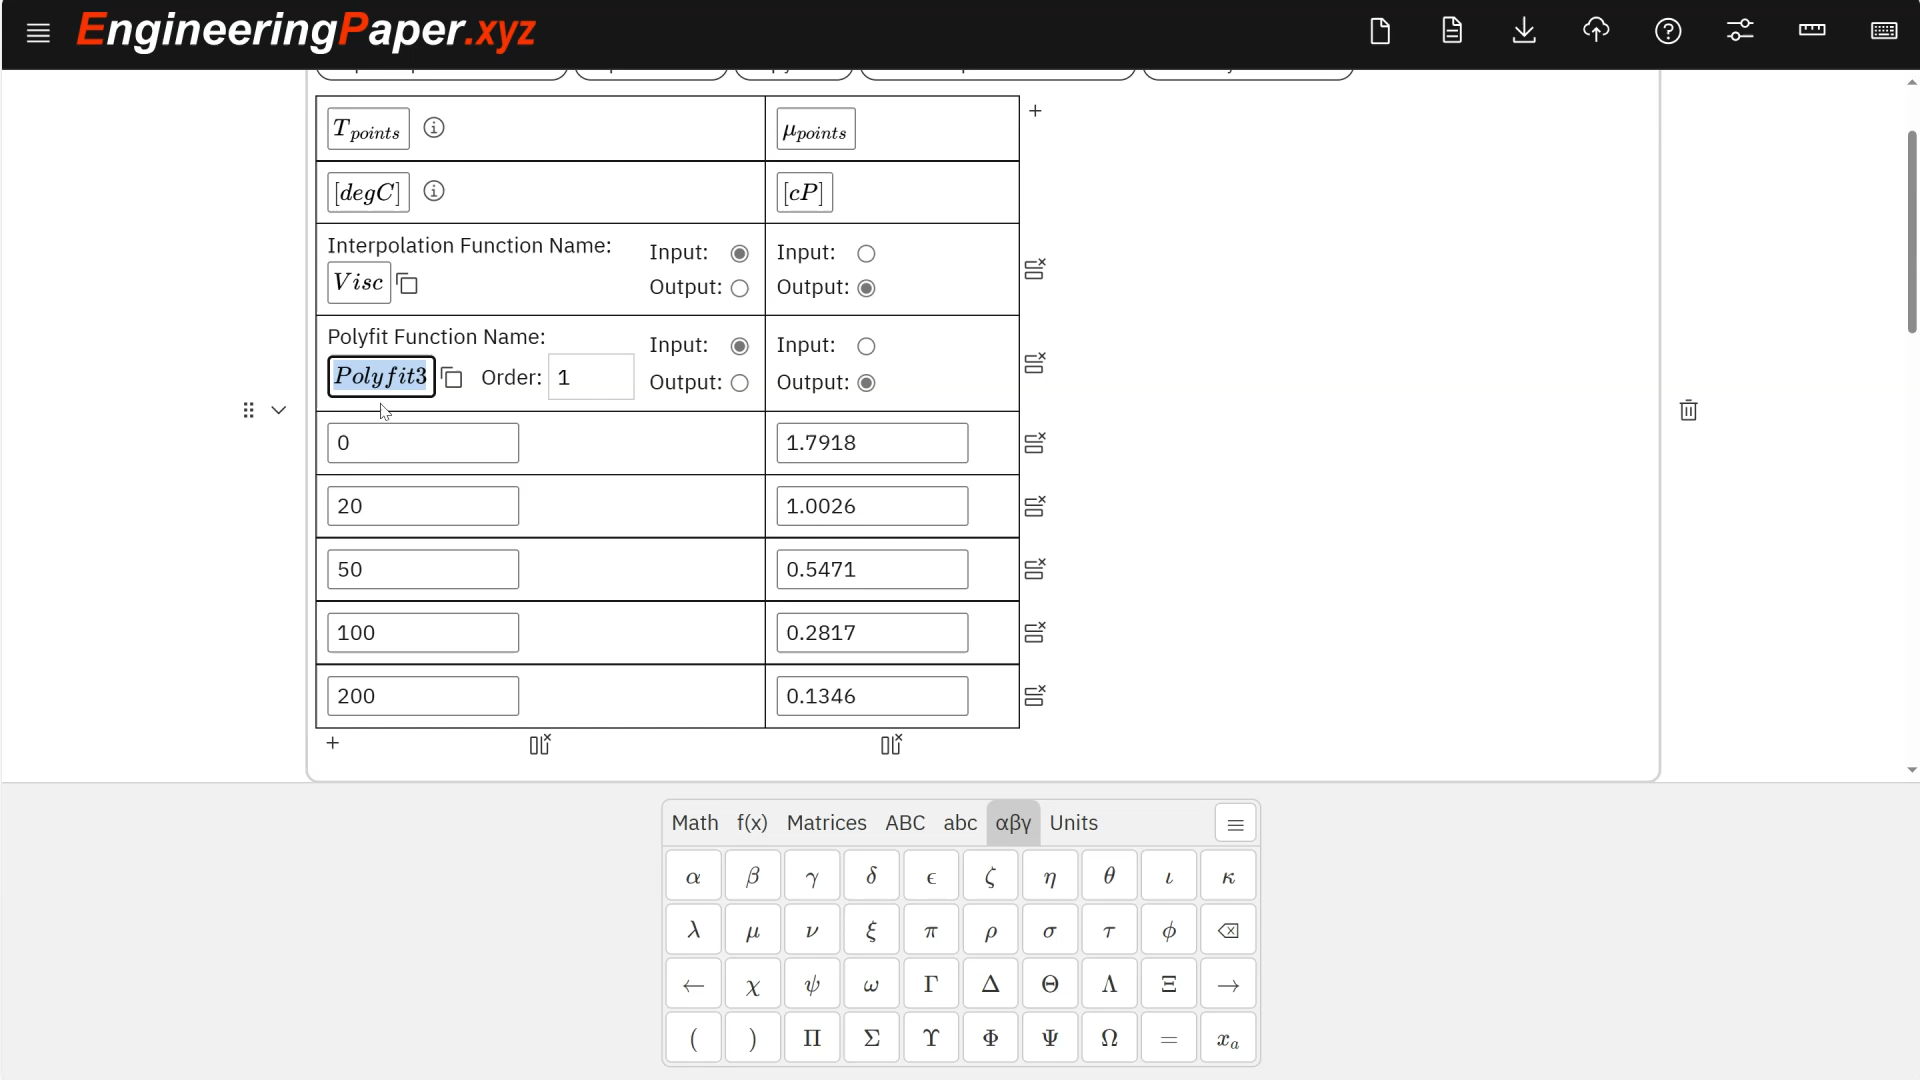 EngineeringPaper.xyz
T_points μ_points
[degC] [cP]
Interpolation Function Name: Input: Input:
Visc Output: Output:
Polyfit Function Name: Input: Input:
Polyfit3 Order: 1 Output: Output:
0 1.7918
20 1.0026
50 0.5471
100 0.2817
200 0.1346
Math f(x) Matrices ABC abc αβγ Units
α β γ δ ϵ ζ η θ ι κ
λ μ ν ξ π ρ σ τ ϕ
← χ ψ ω Γ Δ Θ Λ Ξ →
( ) Π Σ ϒ Φ Ψ Ω = x_a